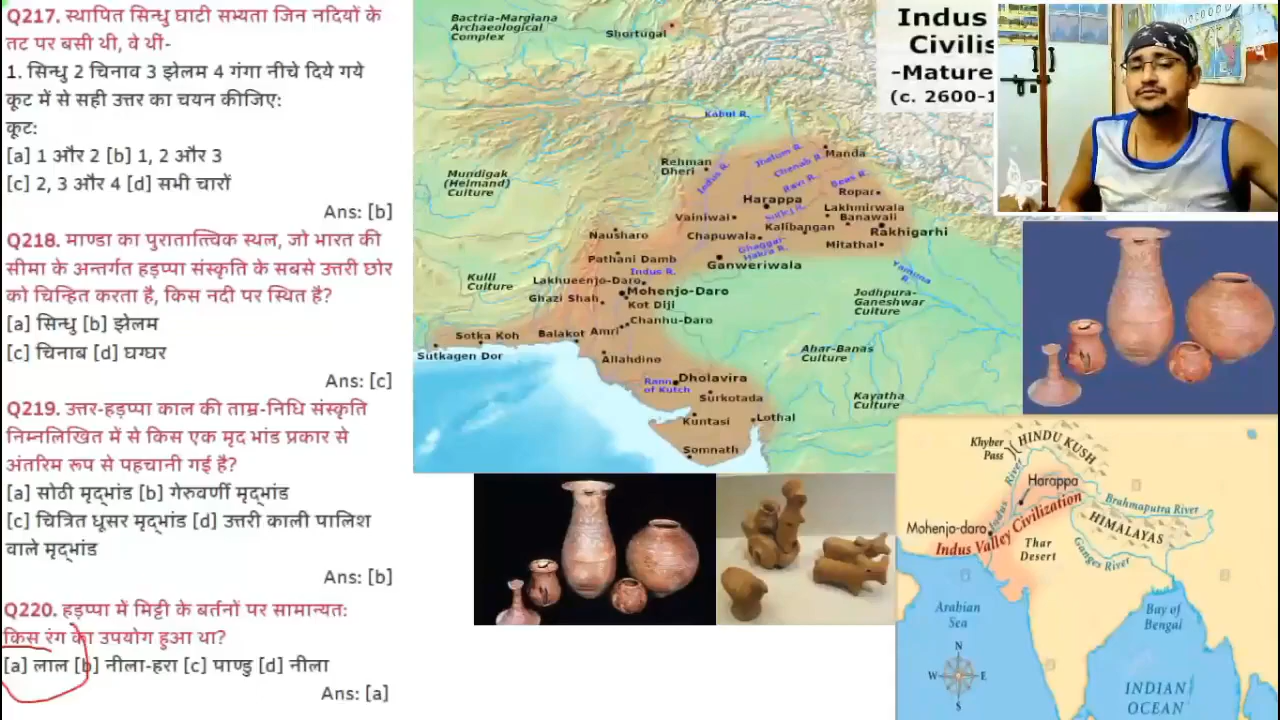 Q217. स्थापित सिन्धु घाटी सभ्यता जिन नदियों के
तट पर बसी थी, वे थीं-
1. सिन्धु 2 चिनाव 3 झेलम 4 गंगा नीचे दिये गये
कूट में से सही उत्तर का चयन कीजिए:
कूट:
[a] 1 और 2 [b] 1, 2 और 3
[c] 2, 3 और 4 [d] सभी चारों
Ans: [b]
Q218. माण्डा का पुरातात्त्विक स्थल, जो भारत की
सीमा के अन्तर्गत हड़प्पा संस्कृति के सबसे उत्तरी छोर
को चिन्हित करता है, किस नदी पर स्थित है?
[a] सिन्धु [b] झेलम
[c] चिनाब [d] घग्घर
Ans: [c]
Q219. उत्तर-हड़प्पा काल की ताम्र-निधि संस्कृति
निम्नलिखित में से किस एक मृद भांड प्रकार से
अंतरिम रूप से पहचानी गई है?
[a] सोठी मृद्भांड [b] गेरुवर्णी मृद्भांड
[c] चित्रित धूसर मृद्भांड [d] उत्तरी काली पालिश
वाले मृद्भांड
Ans: [b]
Q220. हड़प्पा में मिट्टी के बर्तनों पर सामान्यत:
किस रंग का उपयोग हुआ था?
[a] लाल [b] नीला-हरा [c] पाण्डु [d] नीला
Ans: [a]
Indus
Civilis
-Mature
(c. 2600-1
Bactria-Margiana
Archaeological
Complex
Shortugal
Kabul R.
Mundigak
(Helmand)
Culture
Rehman
Dheri
Indus R.
Jhelum R.
Chenab R.
Ravi R.
Beas R.
Sutlej R.
Manda
Ropar
Harappa
Lakhmirwala
Banawali
Vainiwal
Kalibangan
Rakhigarhi
Nausharo
Chapuwala
Mithathal
Pathani Damb
Ghaggar-
Hakra R.
Ganweriwala
Yamuna
R.
Kulli
Culture
Lakhueenjo-Daro
Indus R.
Mohenjo-Daro
Ghazi Shah
Kot Diji
Jodhpura-
Ganeshwar
Culture
Chanhu-Daro
Sotka Koh
Balakot
Amri
Sutkagen Dor
Allahdino
Ahar-Banas
Culture
Rann
of Kutch
Dholavira
Surkotada
Kayatha
Culture
Kuntasi
Lothal
Somnath
Khyber
Pass
HINDU KUSH
Harappa
Indus River
Brahmaputra River
Mohenjo-daro
Indus Valley Civilization
HIMALAYAS
Thar
Desert
Ganges River
Arabian
Sea
Bay of
Bengal
N
W
E
S
INDIAN
OCEAN